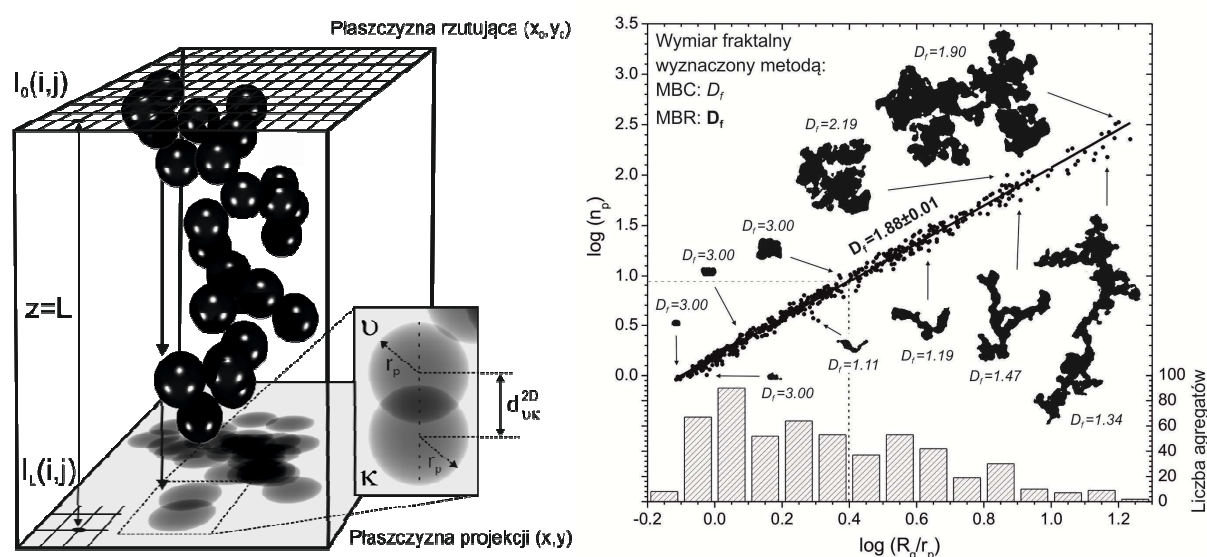 Płaszczyzna rzutująca (x₀,y₀)
I₀(i,j)
z=L
I_L(i,j)
Płaszczyzna projekcji (x,y)
υ
r_p
d_υκ^2D
r_p
κ
Wymiar fraktalny
wyznaczony metodą:
MBC: D_f
MBR: D_f
D_f=1.90
D_f=2.19
D_f=1.88±0.01
D_f=3.00
D_f=3.00
D_f=3.00
D_f=3.00
D_f=1.11
D_f=1.19
D_f=1.47
D_f=1.34
log (n_p)
3.5
3.0
2.5
2.0
1.5
1.0
0.5
0.0
100
80
60
40
20
0
Liczba agregatów
-0.2 0.0 0.2 0.4 0.6 0.8 1.0 1.2
log (R_g/r_p)